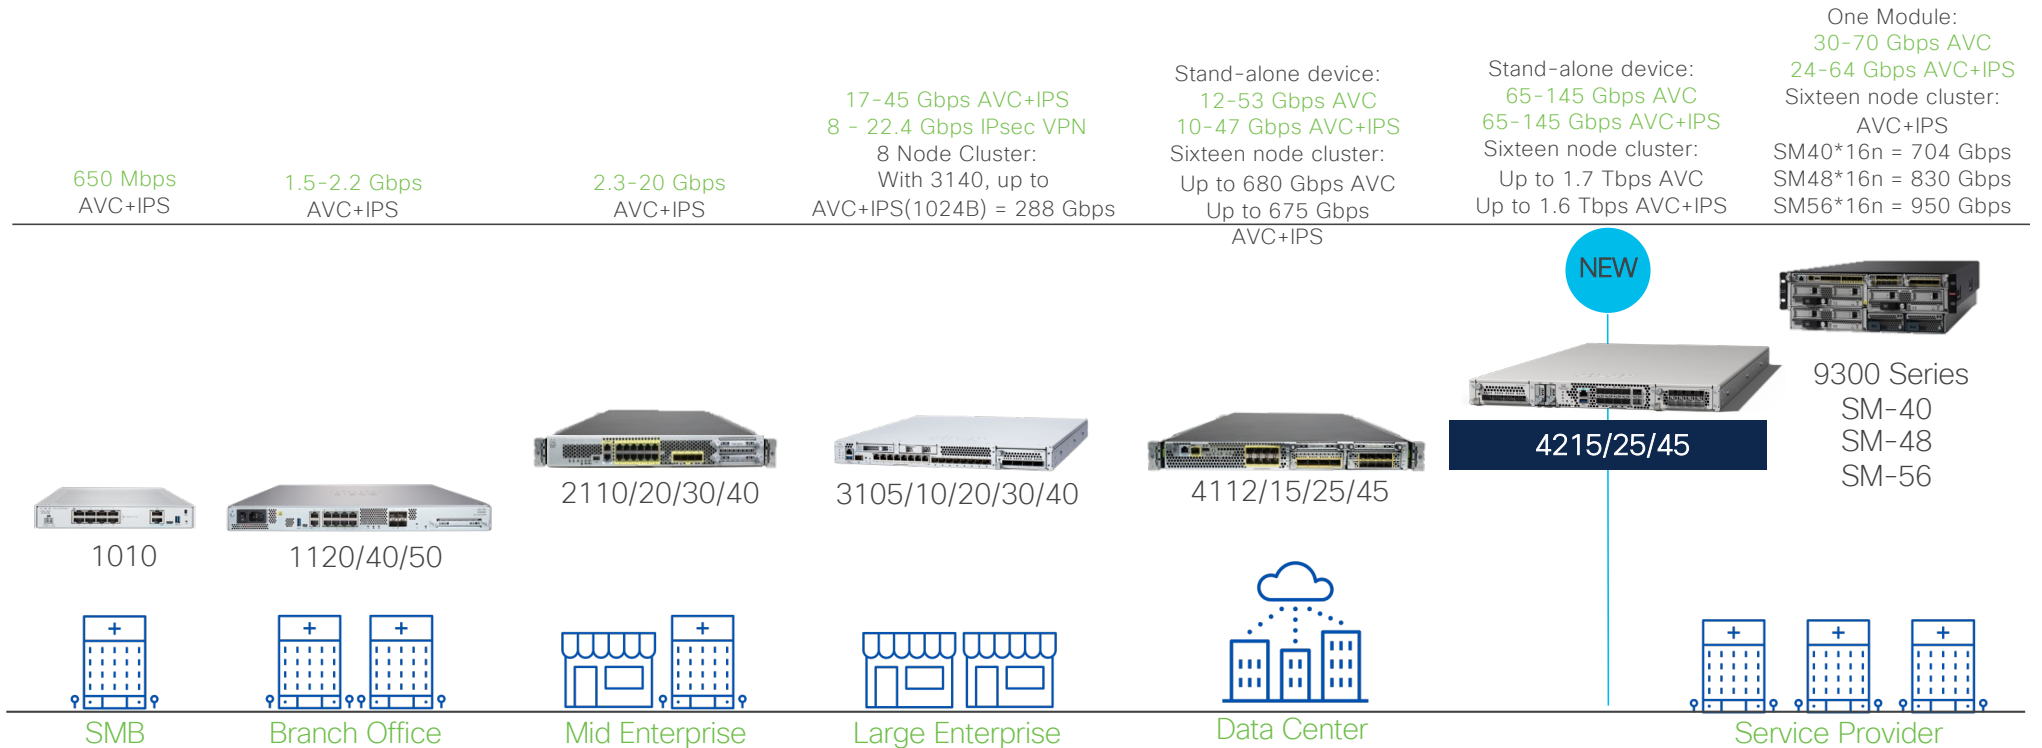 650 Mbps
AVC+IPS
1.5-2.2 Gbps
AVC+IPS
2.3-20 Gbps
AVC+IPS
17-45 Gbps AVC+IPS
8 - 22.4 Gbps IPsec VPN
8 Node Cluster:
With 3140, up to
AVC+IPS(1024B) = 288 Gbps
Stand-alone device:
12-53 Gbps AVC
10-47 Gbps AVC+IPS
Sixteen node cluster:
Up to 680 Gbps AVC
Up to 675 Gbps
AVC+IPS
Stand-alone device:
65-145 Gbps AVC
65-145 Gbps AVC+IPS
Sixteen node cluster:
Up to 1.7 Tbps AVC
Up to 1.6 Tbps AVC+IPS
One Module:
30-70 Gbps AVC
24-64 Gbps AVC+IPS
Sixteen node cluster:
AVC+IPS
SM40*16n = 704 Gbps
SM48*16n = 830 Gbps
SM56*16n = 950 Gbps
NEW
1010
1120/40/50
2110/20/30/40
3105/10/20/30/40
4112/15/25/45
4215/25/45
9300 Series
SM-40
SM-48
SM-56
SMB
Branch Office
Mid Enterprise
Large Enterprise
Data Center
Service Provider